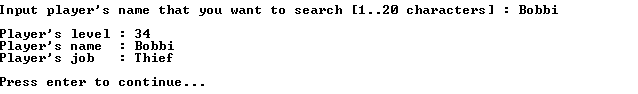 Input player's name that you want to search [1..20 characters] : Bobbi
Player's level : 34
Player's name : Bobbi
Player's job : Thief
Press enter to continue...